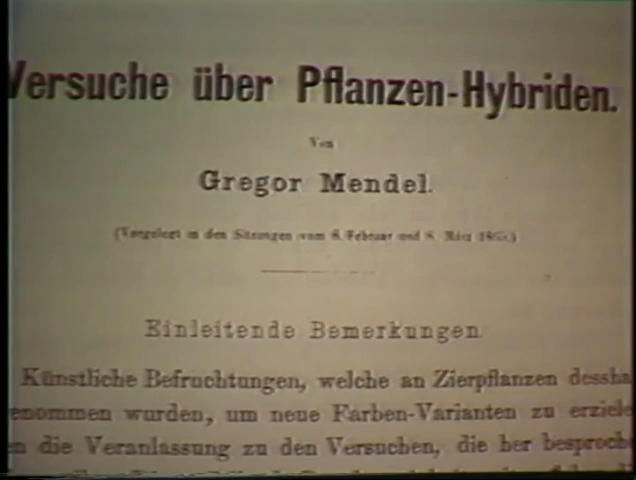 Versuche über Pflanzen-Hybriden.
Von
Gregor Mendel.
(Vorgelegt in den Sitzungen vom 8. Februar und 8. März 1865.)
Einleitende Bemerkungen.
Künstliche Befruchtungen, welche an Zierpflanzen dessha
enommen wurden, um neue Farben-Varianten zu erziele
en die Veranlassung zu den Versuchen, die her besproche